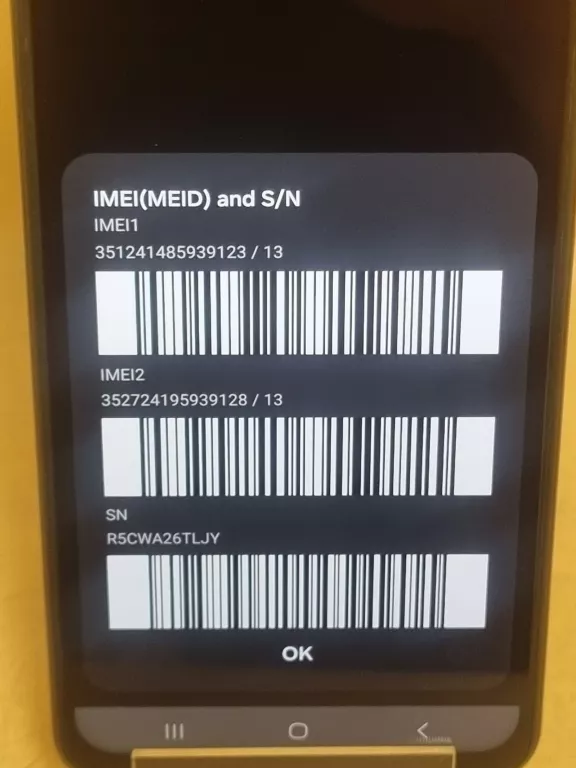 IMEI(MEID) and S/N
IMEI1
351241485939123 / 13
IMEI2
352724195939128 / 13
SN
R5CWA26TLJY
OK